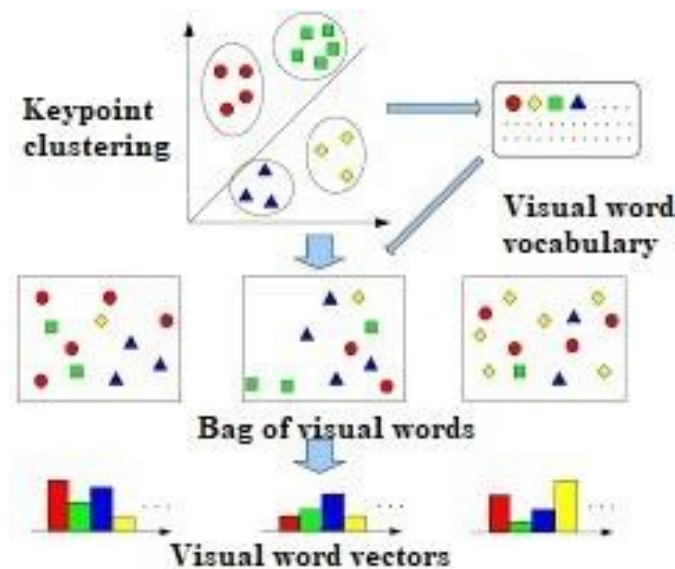 Keypoint
clustering
Visual word
vocabulary
Bag of visual words
Visual word vectors